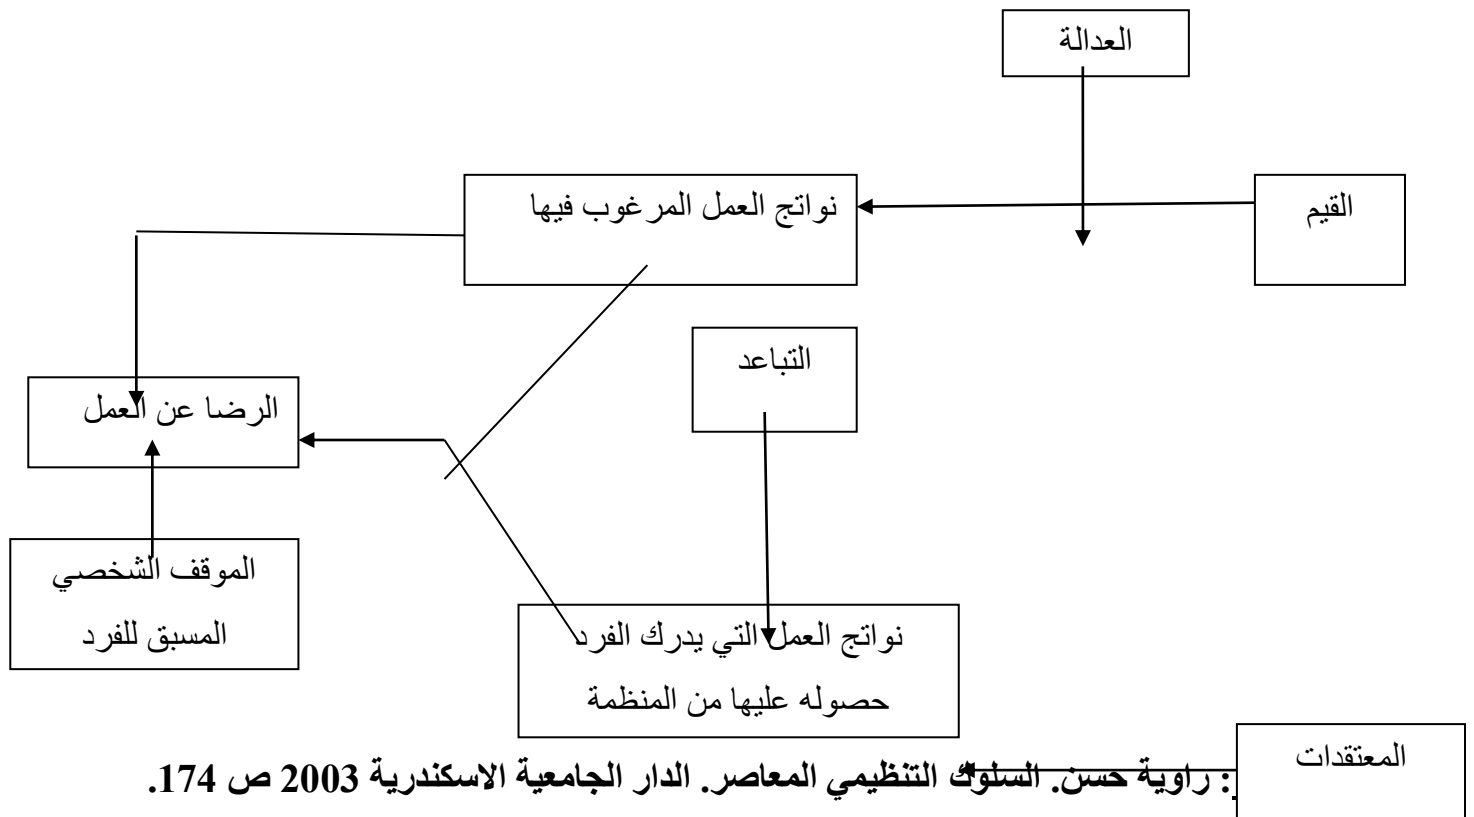 العدالة
القيم
نواتج العمل المرغوب فيها
التباعد
الرضا عن العمل
الموقف الشخصي
المسبق للفرد
نواتج العمل التي يدرك الفرد
حصوله عليها من المنظمة
المعتقدات
: راوية حسن. السلوك التنظيمي المعاصر. الدار الجامعية الاسكندرية 2003 ص 174.